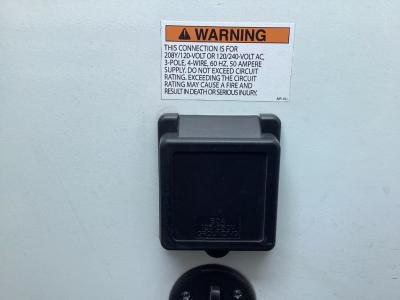 WARNING
THIS CONNECTION IS FOR
208Y/120-VOLT OR 120/240-VOLT AC,
3-POLE, 4-WIRE, 60 HZ, 50 AMPERE
SUPPLY. DO NOT EXCEED CIRCUIT
RATING. EXCEEDING THE CIRCUIT
RATING MAY CAUSE A FIRE AND
RESULT IN DEATH OR SERIOUS INJURY.